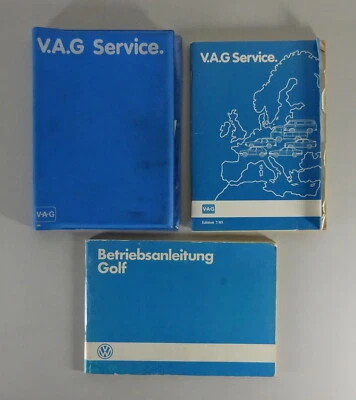 V.A.G Service.
V·A·G
V.A.G Service.
V·A·G
Betriebsanleitung
Golf